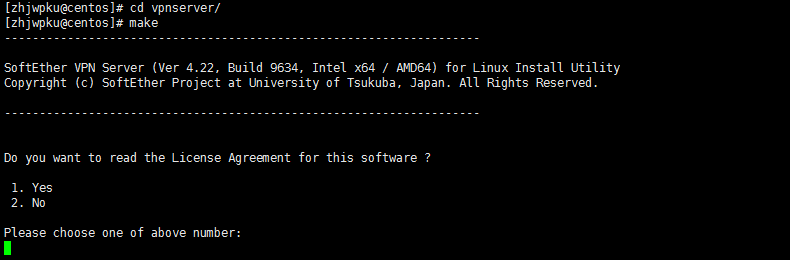 [zhjwpku@centos]# cd vpnserver/
[zhjwpku@centos]# make
--------------------------------------------------------------------
SoftEther VPN Server (Ver 4.22, Build 9634, Intel x64 / AMD64) for Linux Install Utility
Copyright (c) SoftEther Project at University of Tsukuba, Japan. All Rights Reserved.
--------------------------------------------------------------------
Do you want to read the License Agreement for this software ?
1. Yes
2. No
Please choose one of above number: